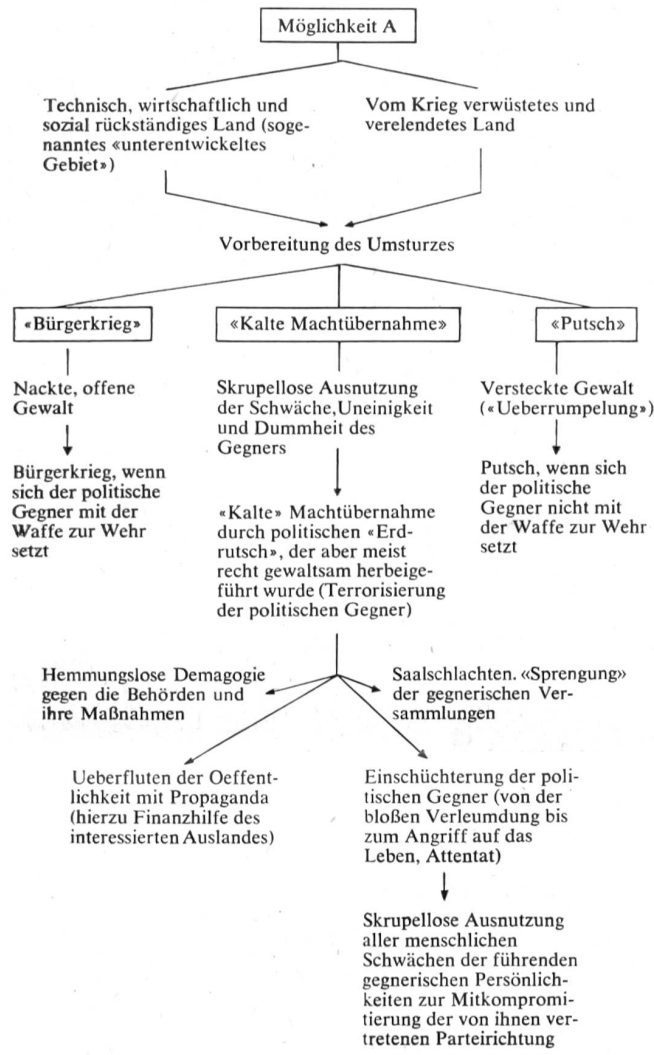 Möglichkeit A
Technisch, wirtschaftlich und
sozial rückständiges Land (soge-
nanntes «unterentwickeltes
Gebiet»)
Vom Krieg verwüstetes und
verelendetes Land
Vorbereitung des Umsturzes
«Bürgerkrieg»
Nackte, offene
Gewalt
Bürgerkrieg, wenn
sich der politische
Gegner mit der
Waffe zur Wehr
setzt
«Kalte Machtübernahme»
Skrupellose Ausnutzung
der Schwäche,Uneinigkeit
und Dummheit des
Gegners
«Kalte» Machtübernahme
durch politischen «Erd-
rutsch», der aber meist
recht gewaltsam herbeige-
führt wurde (Terrorisierung
der politischen Gegner)
«Putsch»
Versteckte Gewalt
(«Ueberrumpelung»)
Putsch, wenn sich
der politische
Gegner nicht mit
der Waffe zur Wehr
setzt
Hemmungslose Demagogie
gegen die Behörden und
ihre Maßnahmen
Saalschlachten. «Sprengung»
der gegnerischen Ver-
sammlungen
Ueberfluten der Oeffent-
lichkeit mit Propaganda
(hierzu Finanzhilfe des
interessierten Auslandes)
Einschüchterung der poli-
tischen Gegner (von der
bloßen Verleumdung bis
zum Angriff auf das
Leben, Attentat)
Skrupellose Ausnutzung
aller menschlichen
Schwächen der führenden
gegnerischen Persönlich-
keiten zur Mitkompromi-
tierung der von ihnen ver-
tretenen Parteirichtung